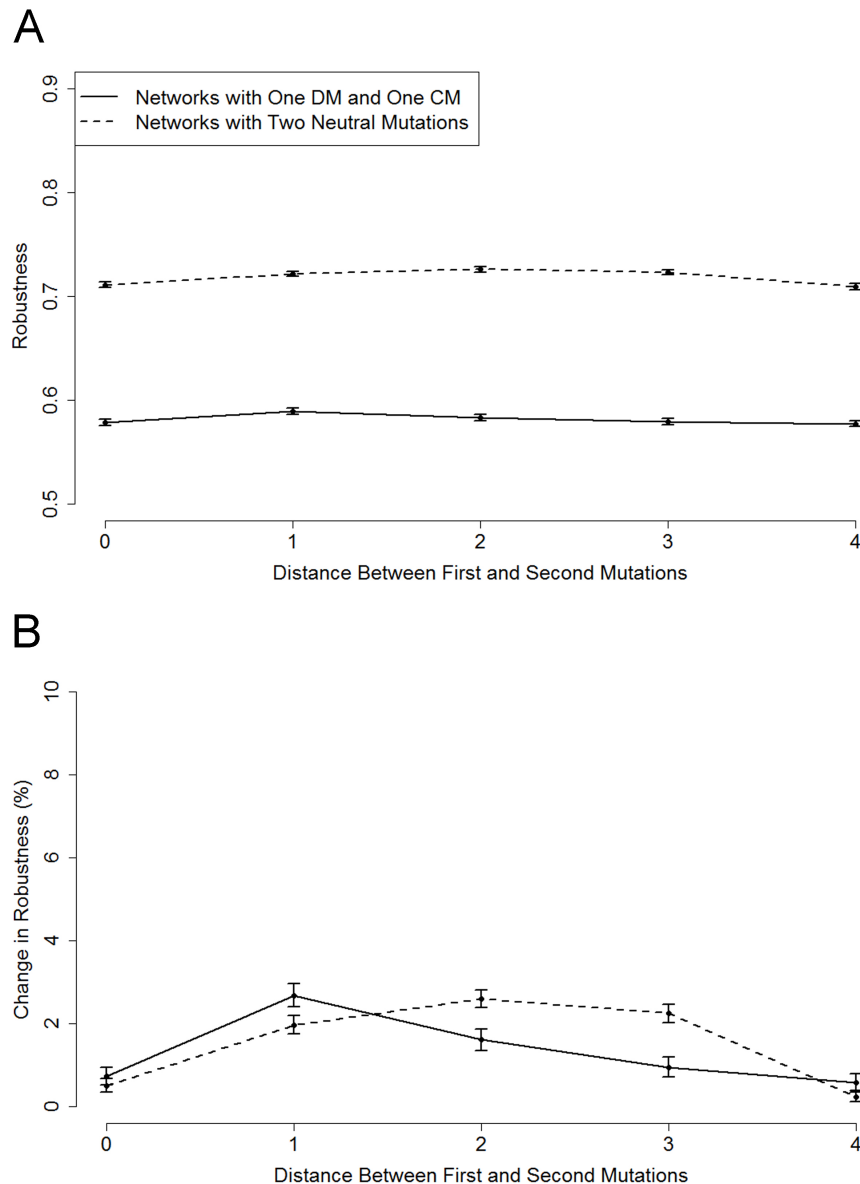 A
Networks with One DM and One CM
Networks with Two Neutral Mutations
Robustness
0.9
0.8
0.7
0.6
0.5
0 1 2 3 4
Distance Between First and Second Mutations
B
Change in Robustness (%)
10
8
6
4
2
0
0 1 2 3 4
Distance Between First and Second Mutations